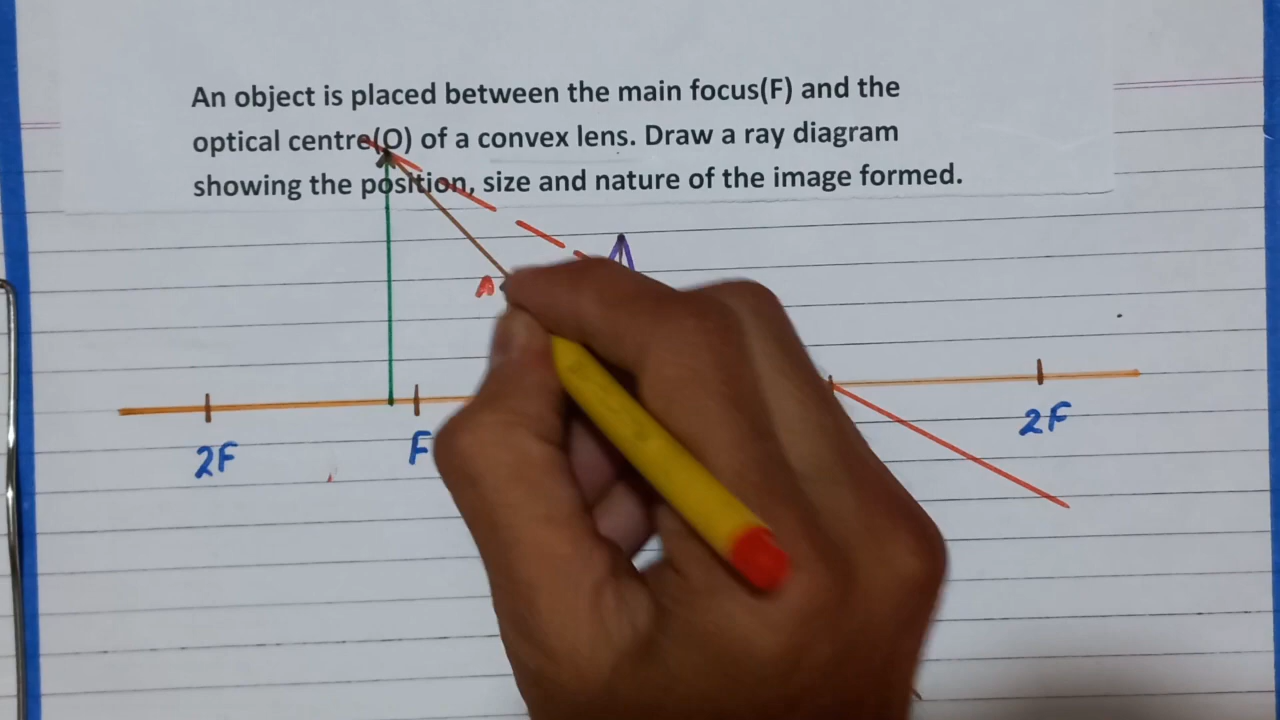 An object is placed between the main focus(F) and the
optical centre(O) of a convex lens. Draw a ray diagram
showing the position, size and nature of the image formed.
A
2F
F
2F